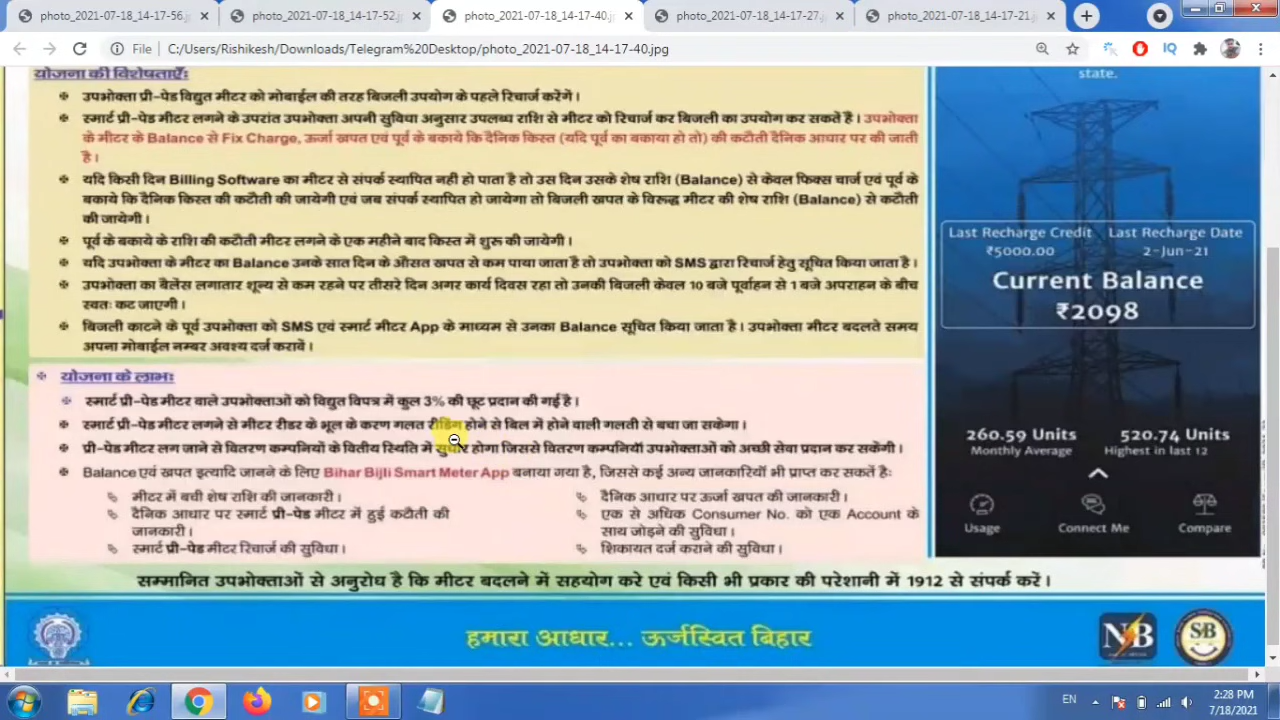 photo_2021-07-18_14-17-56.
photo_2021-07-18_14-17-52.j
photo_2021-07-18_14-17-40.j
photo_2021-07-18_14-17-27.j
photo_2021-07-18_14-17-21.j
File | C:/Users/Rishikesh/Downloads/Telegram%20Desktop/photo_2021-07-18_14-17-40.jpg
IQ
योजना की विशेषताएँ:
उपभोक्ता प्री-पेड विद्युत मीटर को मोबाईल की तरह बिजली उपयोग के पहले रिचार्ज करेंगे।
स्मार्ट प्री-पेड मीटर लगने के उपरांत उपभोक्ता अपनी सुविधा अनुसार उपलब्ध राशि से मीटर को रिचार्ज कर बिजली का उपयोग कर सकतें हैं। उपभोक्ता
के मीटर के Balance से Fix Charge, ऊर्जा खपत एवं पूर्व के बकाये कि दैनिक किस्त (यदि पूर्व का बकाया हो तो) की कटौती दैनिक आधार पर की जाती
है।
यदि किसी दिन Billing Software का मीटर से संपर्क स्थापित नही हो पाता है तो उस दिन उसके शेष राशि (Balance) से केवल फिक्स चार्ज एवं पूर्व के
बकाये कि दैनिक किस्त की कटौती की जायेगी एवं जब संपर्क स्थापित हो जायेगा तो बिजली खपत के विरूद्ध मीटर की शेष राशि (Balance) से कटौती
की जायेगी।
पूर्व के बकाये के राशि की कटौती मीटर लगने के एक महीने बाद किस्त में शुरू की जायेगी।
यदि उपभोक्ता के मीटर का Balance उनके सात दिन के औसत खपत से कम पाया जाता है तो उपभोक्ता को SMS द्वारा रिचार्ज हेतु सूचित किया जाता है।
उपभोक्ता का बैलेंस लगातार शून्य से कम रहने पर तीसरे दिन अगर कार्य दिवस रहा तो उनकी बिजली केवल 10 बजे पूर्वाहन से 1 बजे अपराहन के बीच
स्वतः कट जाएगी।
बिजली काटने के पूर्व उपभोक्ता को SMS एवं स्मार्ट मीटर App के माध्यम से उनका Balance सूचित किया जाता है। उपभोक्ता मीटर बदलते समय
अपना मोबाईल नम्बर अवश्य दर्ज करावें।
योजना के लाभ:
स्मार्ट प्री-पेड मीटर वाले उपभोक्ताओं को विद्युत विपत्र में कुल 3% की छूट प्रदान की गई है।
स्मार्ट प्री-पेड मीटर लगने से मीटर रीडर के भूल के करण गलत रीडिंग होने से बिल में होने वाली गलती से बचा जा सकेगा।
प्री-पेड मीटर लग जाने से वितरण कम्पनियों के वितीय स्थिति में सुधार होगा जिससे वितरण कम्पनियाँ उपभोक्ताओं को अच्छी सेवा प्रदान कर सकेंगी।
Balance एवं खपत इत्यादि जानने के लिए Bihar Bijli Smart Meter App बनाया गया है, जिससे कई अन्य जानकारियाँ भी प्राप्त कर सकतें है:
मीटर में बची शेष राशि की जानकारी।
दैनिक आधार पर स्मार्ट प्री-पेड मीटर में हुई कटौती की
जानकारी।
स्मार्ट प्री-पेड मीटर रिचार्ज की सुविधा।
दैनिक आधार पर ऊर्जा खपत की जानकारी।
एक से अधिक Consumer No. को एक Account के
साथ जोड़ने की सुविधा।
शिकायत दर्ज कराने की सुविधा।
state.
Last Recharge Credit Last Recharge Date
₹5000.00 2-Jun-21
Current Balance
₹2098
260.59 Units 520.74 Units
Monthly Average Highest in last 12
Usage Connect Me Compare
सम्मानित उपभोक्ताओं से अनुरोध है कि मीटर बदलने में सहयोग करे एवं किसी भी प्रकार की परेशानी में 1912 से संपर्क करें।
हमारा आधार... ऊर्जस्वित बिहार
NB
SB
EN
2:28 PM
7/18/2021